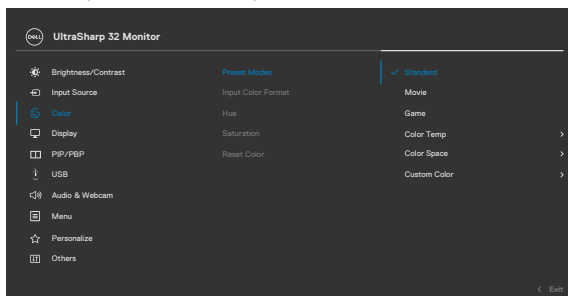 DELL UltraSharp 32 Monitor
Brightness/Contrast
Input Source
Color
Display
PIP/PBP
USB
Audio & Webcam
Menu
Personalize
Others
Preset Modes
Input Color Format
Hue
Saturation
Reset Color
Standard
Movie
Game
Color Temp
Color Space
Custom Color
Exit